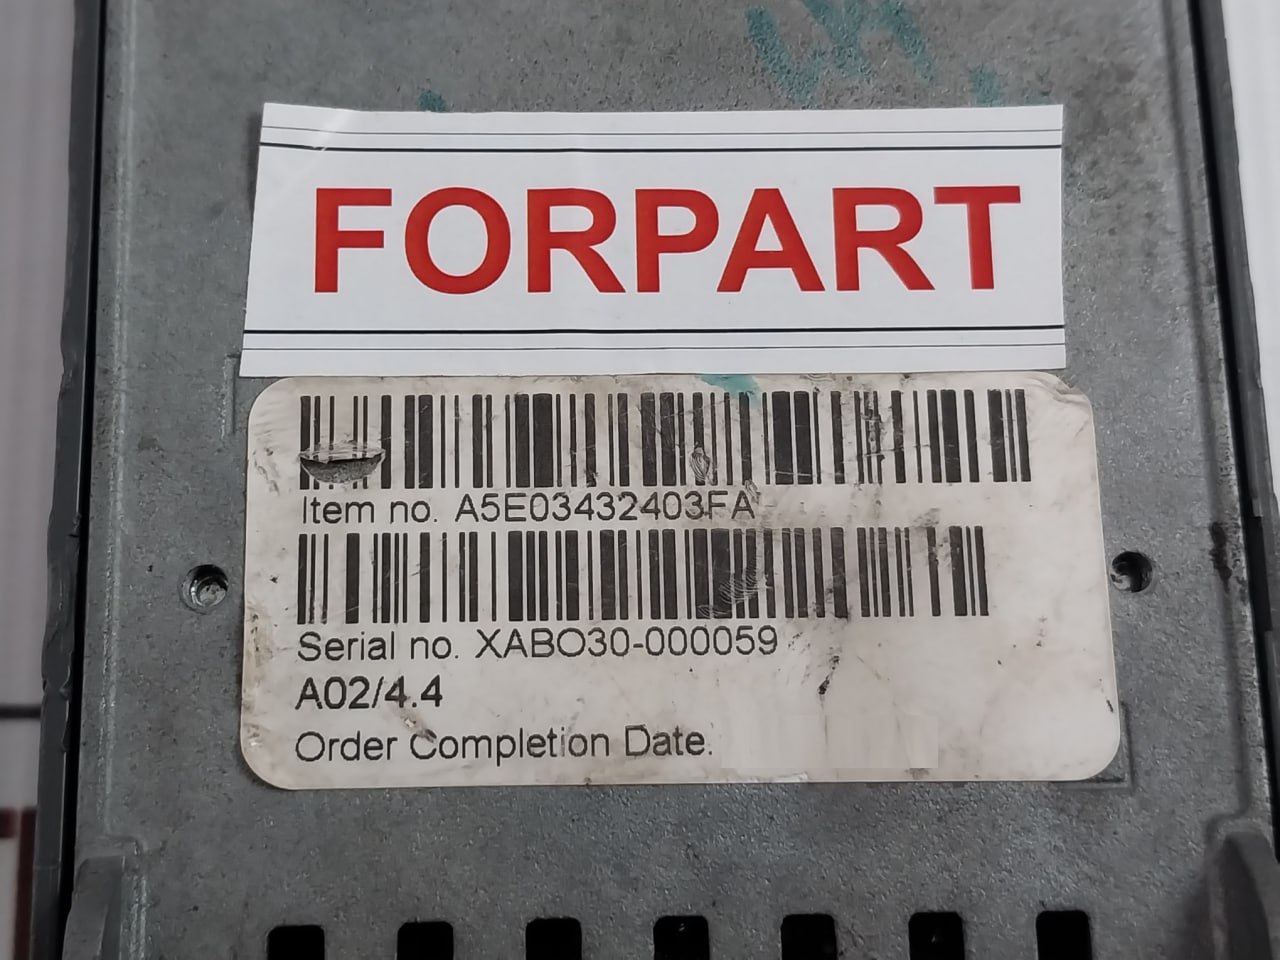 FORPART
Item no. A5E03432403FA
Serial no. XABO30-000059
A02/4.4
Order Completion Date.